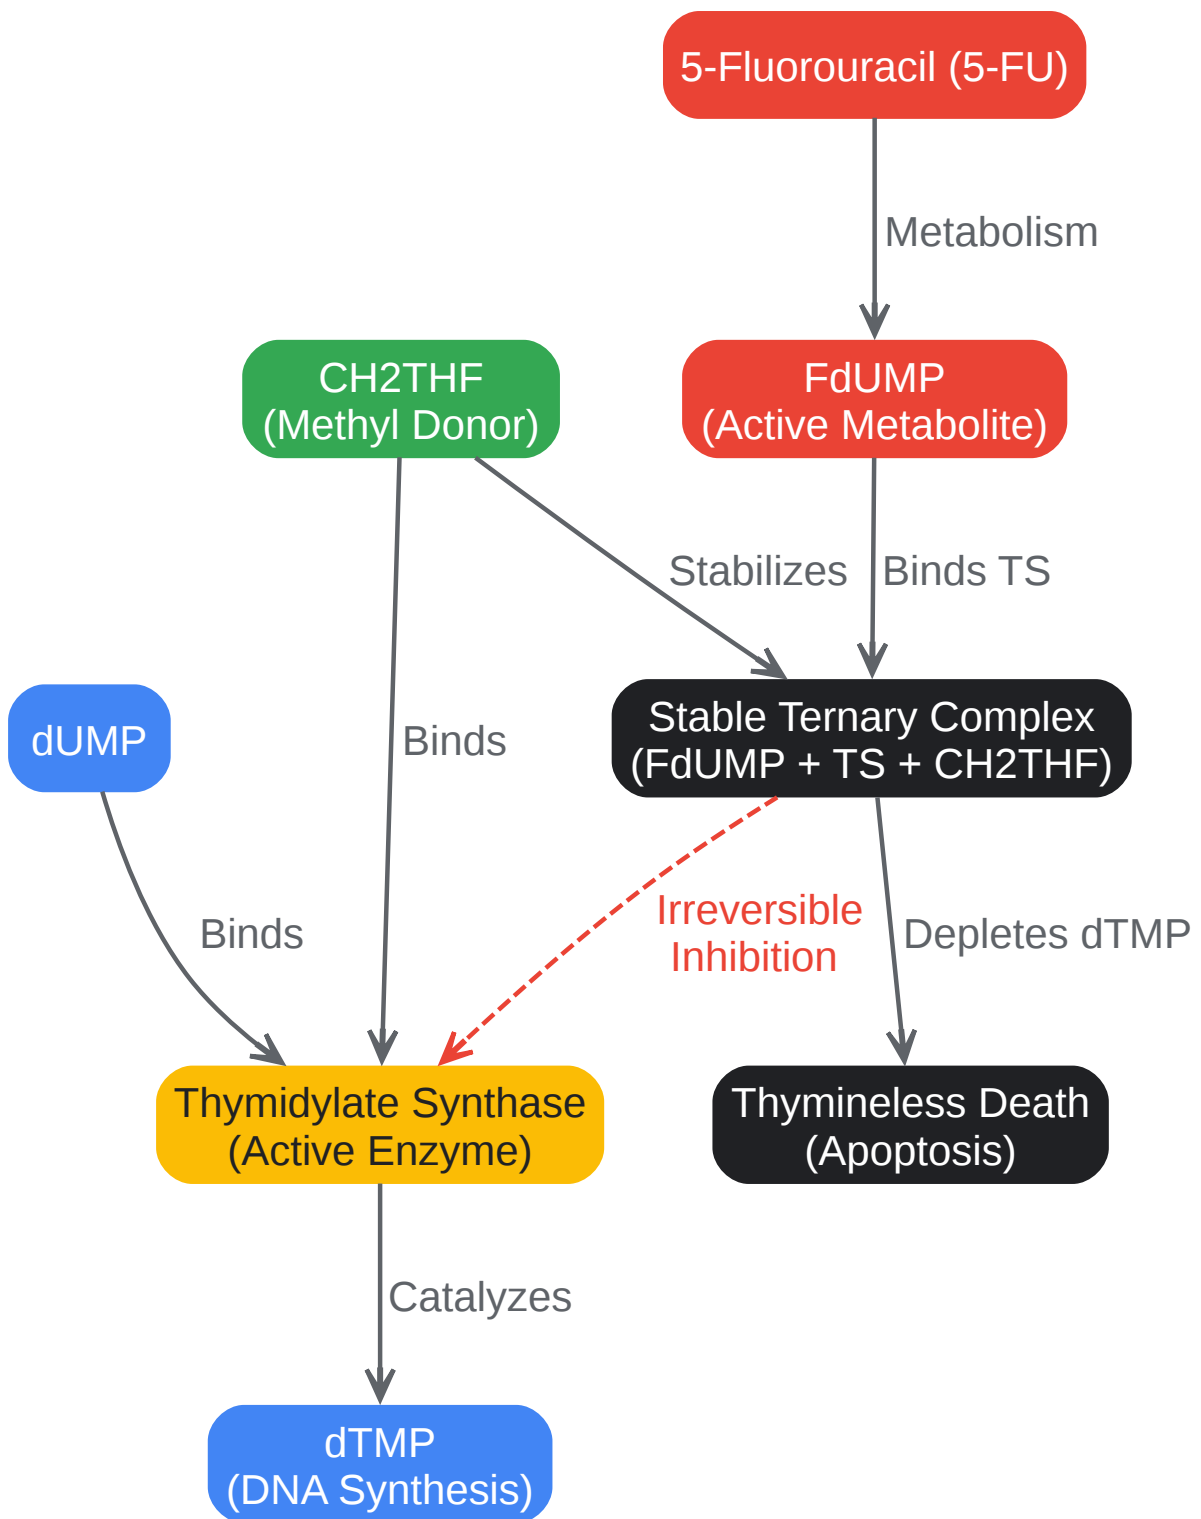 5-Fluorouracil (5-FU)
Metabolism
CH2THF
(Methyl Donor)
FdUMP
(Active Metabolite)
Stabilizes
Binds TS
dUMP
Binds
Stable Ternary Complex
(FdUMP + TS + CH2THF)
Binds
Irreversible
Inhibition
Depletes dTMP
Thymidylate Synthase
(Active Enzyme)
Thymineless Death
(Apoptosis)
Catalyzes
dTMP
(DNA Synthesis)